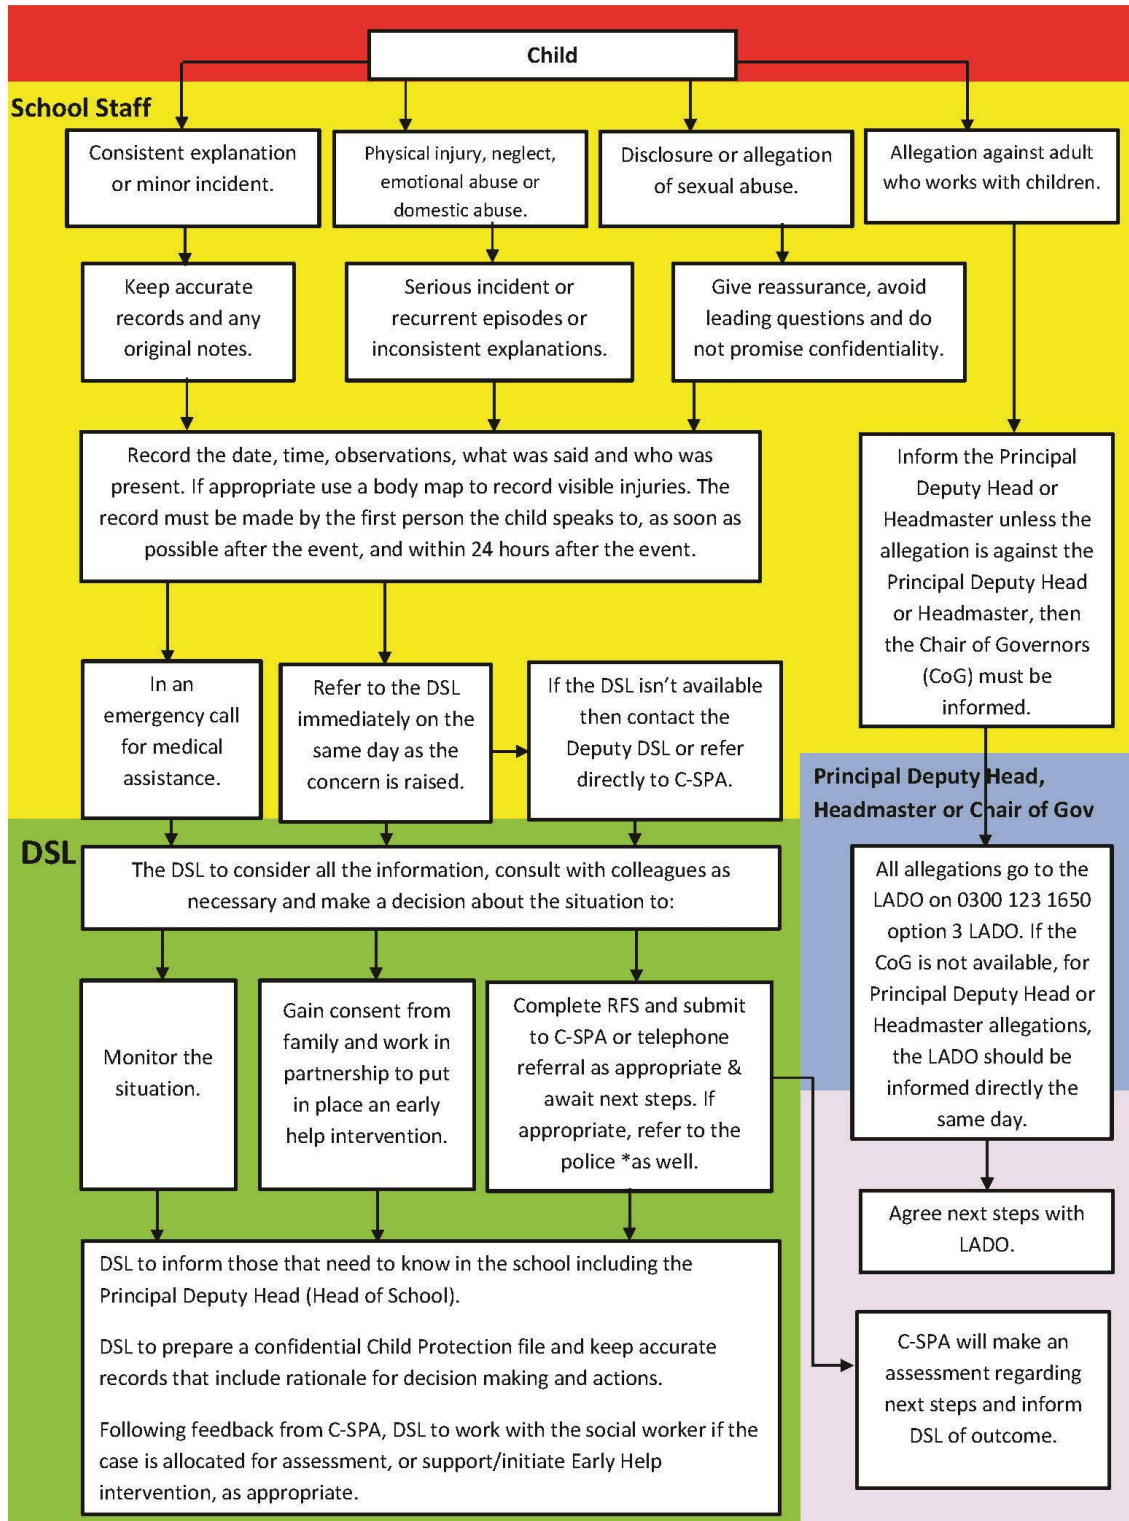 Child
School Staff
Consistent explanation
or minor incident.
Physical injury, neglect,
emotional abuse or
domestic abuse.
Disclosure or allegation
of sexual abuse.
Allegation against adult
who works with children.
Keep accurate
records and any
original notes.
Serious incident or
recurrent episodes or
inconsistent explanations.
Give reassurance, avoid
leading questions and do
not promise confidentiality.
Record the date, time, observations, what was said and who was
present. If appropriate use a body map to record visible injuries. The
record must be made by the first person the child speaks to, as soon as
possible after the event, and within 24 hours after the event.
Inform the Principal
Deputy Head or
Headmaster unless the
allegation is against the
Principal Deputy Head
or Headmaster, then
the Chair of Governors
(CoG) must be
informed.
In an
emergency call
for medical
assistance.
Refer to the DSL
immediately on the
same day as the
concern is raised.
If the DSL isn’t available
then contact the
Deputy DSL or refer
directly to C-SPA.
Principal Deputy Head,
Headmaster or Chair of Gov
DSL
The DSL to consider all the information, consult with colleagues as
necessary and make a decision about the situation to:
All allegations go to the
LADO on 0300 123 1650
option 3 LADO. If the
CoG is not available, for
Principal Deputy Head or
Headmaster allegations,
the LADO should be
informed directly the
same day.
Monitor the
situation.
Gain consent from
family and work in
partnership to put
in place an early
help intervention.
Complete RFS and submit
to C-SPA or telephone
referral as appropriate &
await next steps. If
appropriate, refer to the
police *as well.
Agree next steps with
LADO.
DSL to inform those that need to know in the school including the
Principal Deputy Head (Head of School).
DSL to prepare a confidential Child Protection file and keep accurate
records that include rationale for decision making and actions.
Following feedback from C-SPA, DSL to work with the social worker if the
case is allocated for assessment, or support/initiate Early Help
intervention, as appropriate.
C-SPA will make an
assessment regarding
next steps and inform
DSL of outcome.